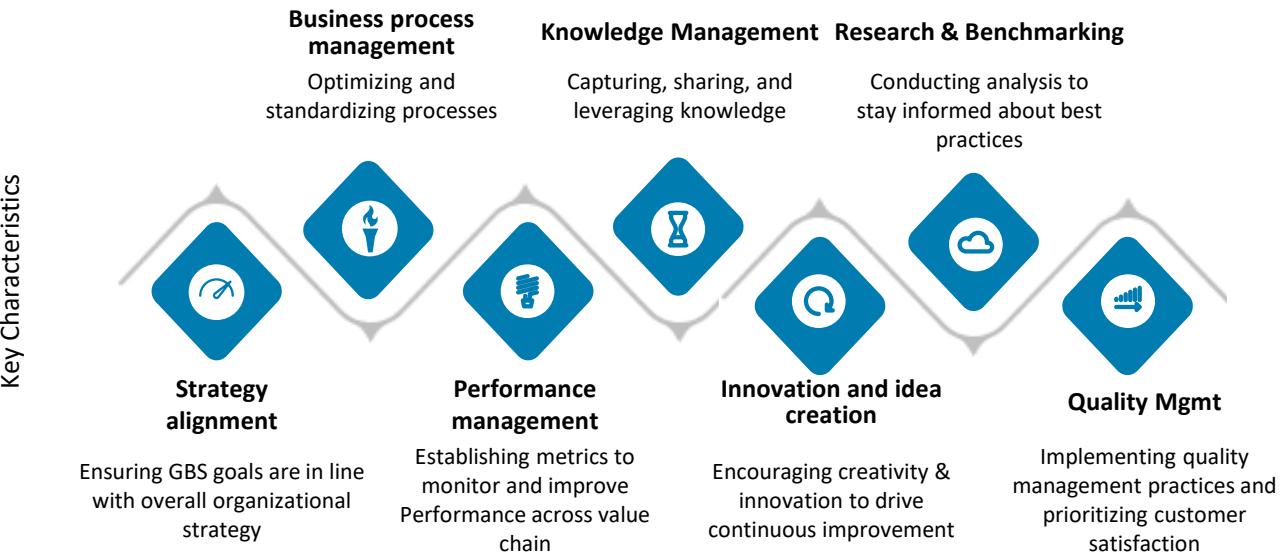 Key Characteristics
Business process
management
Optimizing and
standardizing processes
Knowledge Management
Capturing, sharing, and
leveraging knowledge
Research & Benchmarking
Conducting analysis to
stay informed about best
practices
Strategy
alignment
Ensuring GBS goals are in line
with overall organizational
strategy
Performance
management
Establishing metrics to
monitor and improve
Performance across value
chain
Innovation and idea
creation
Encouraging creativity &
innovation to drive
continuous improvement
Quality Mgmt
Implementing quality
management practices and
prioritizing customer
satisfaction